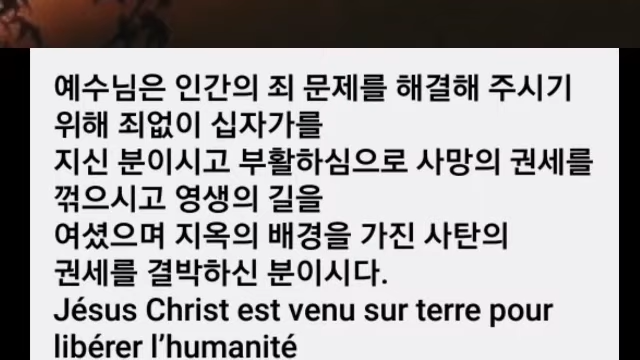 예수님은 인간의 죄 문제를 해결해 주시기
위해 죄없이 십자가를
지신 분이시고 부활하심으로 사망의 권세를
꺾으시고 영생의 길을
여셨으며 지옥의 배경을 가진 사탄의
권세를 결박하신 분이시다.
Jésus Christ est venu sur terre pour
libérer l’humanité